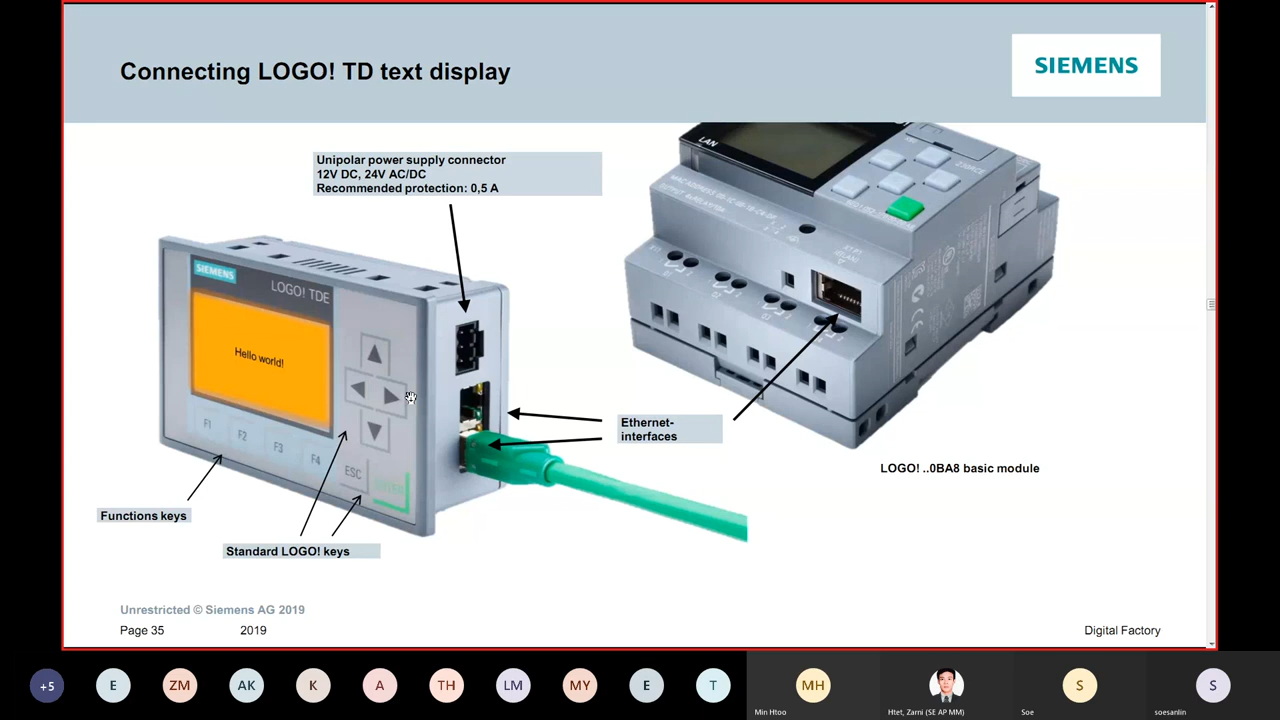 Connecting LOGO! TD text display
SIEMENS
Unipolar power supply connector
12V DC, 24V AC/DC
Recommended protection: 0,5 A
LAN
SIEMENS
LOGO! TDE
Hello world!
F1
F2
F3
F4
ESC
Ethernet-
interfaces
LOGO! ..0BA8 basic module
Functions keys
Standard LOGO! keys
Unrestricted © Siemens AG 2019
Page 35
2019
Digital Factory
+5
E
ZM
AK
K
A
TH
LM
MY
E
T
MH
Min Htoo
Htet, Zarni (SE AP MM)
S
Soe
S
soesanlin